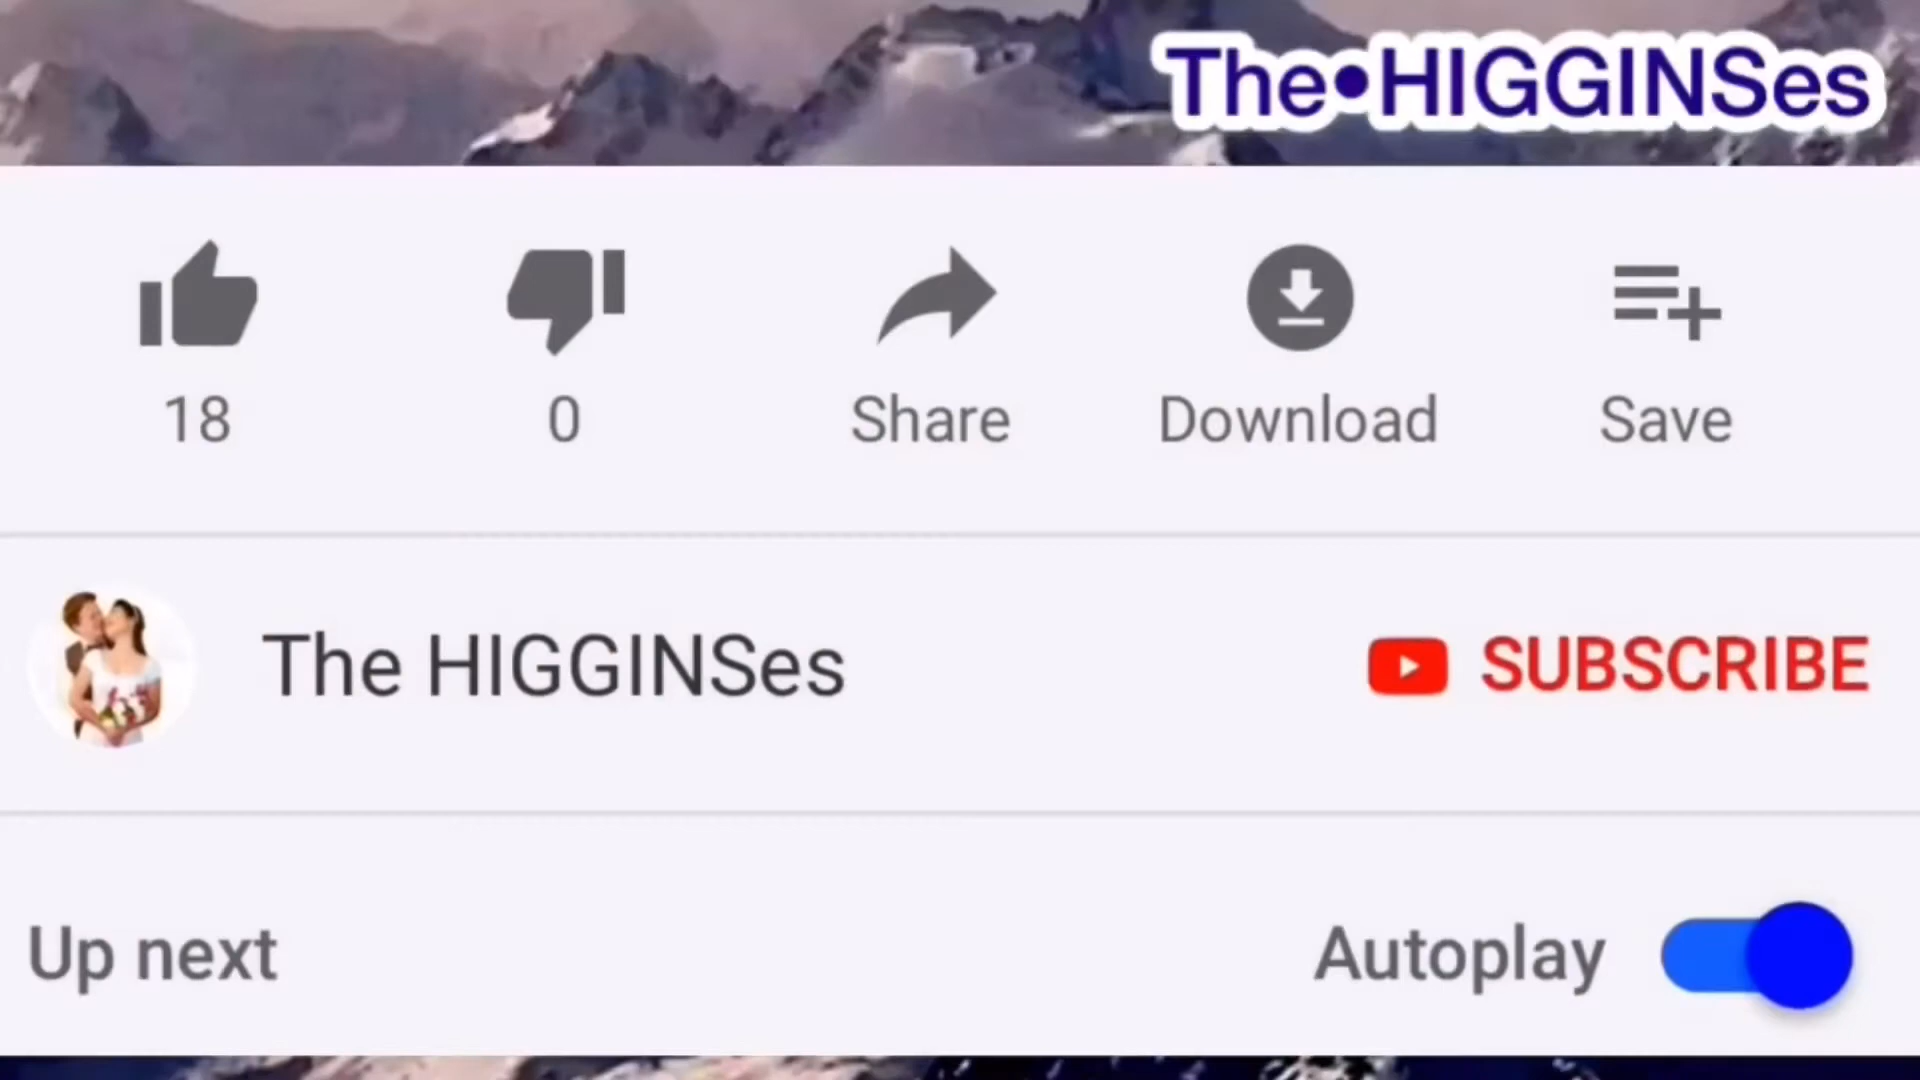 The•HIGGINSes
18 0 Share Download Save
The HIGGINSes SUBSCRIBE
Up next Autoplay